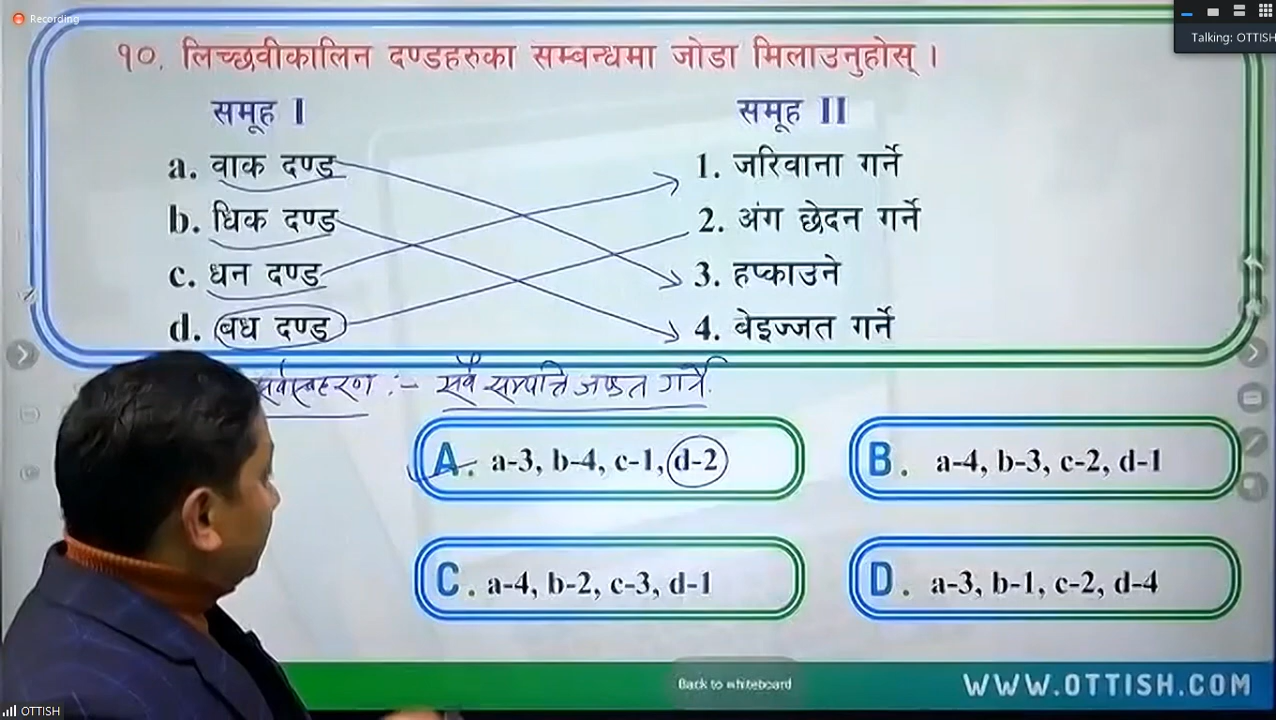 Recording
Talking: OTTISH
१०. लिच्छवीकालिन दण्डहरुका सम्बन्धमा जोडा मिलाउनुहोस् ।
समूह I
समूह II
a. वाक दण्ड
1. जरिवाना गर्ने
b. धिक दण्ड
2. अंग छेदन गर्ने
c. धन दण्ड
3. हप्काउने
d. बध दण्ड
4. बेइज्जत गर्ने
सर्वस्वहरण :- सबै सम्पत्ति जफत गर्ने
A. a-3, b-4, c-1, d-2
B. a-4, b-3, c-2, d-1
C. a-4, b-2, c-3, d-1
D. a-3, b-1, c-2, d-4
Back to whiteboard
WWW.OTTISH.COM
OTTISH